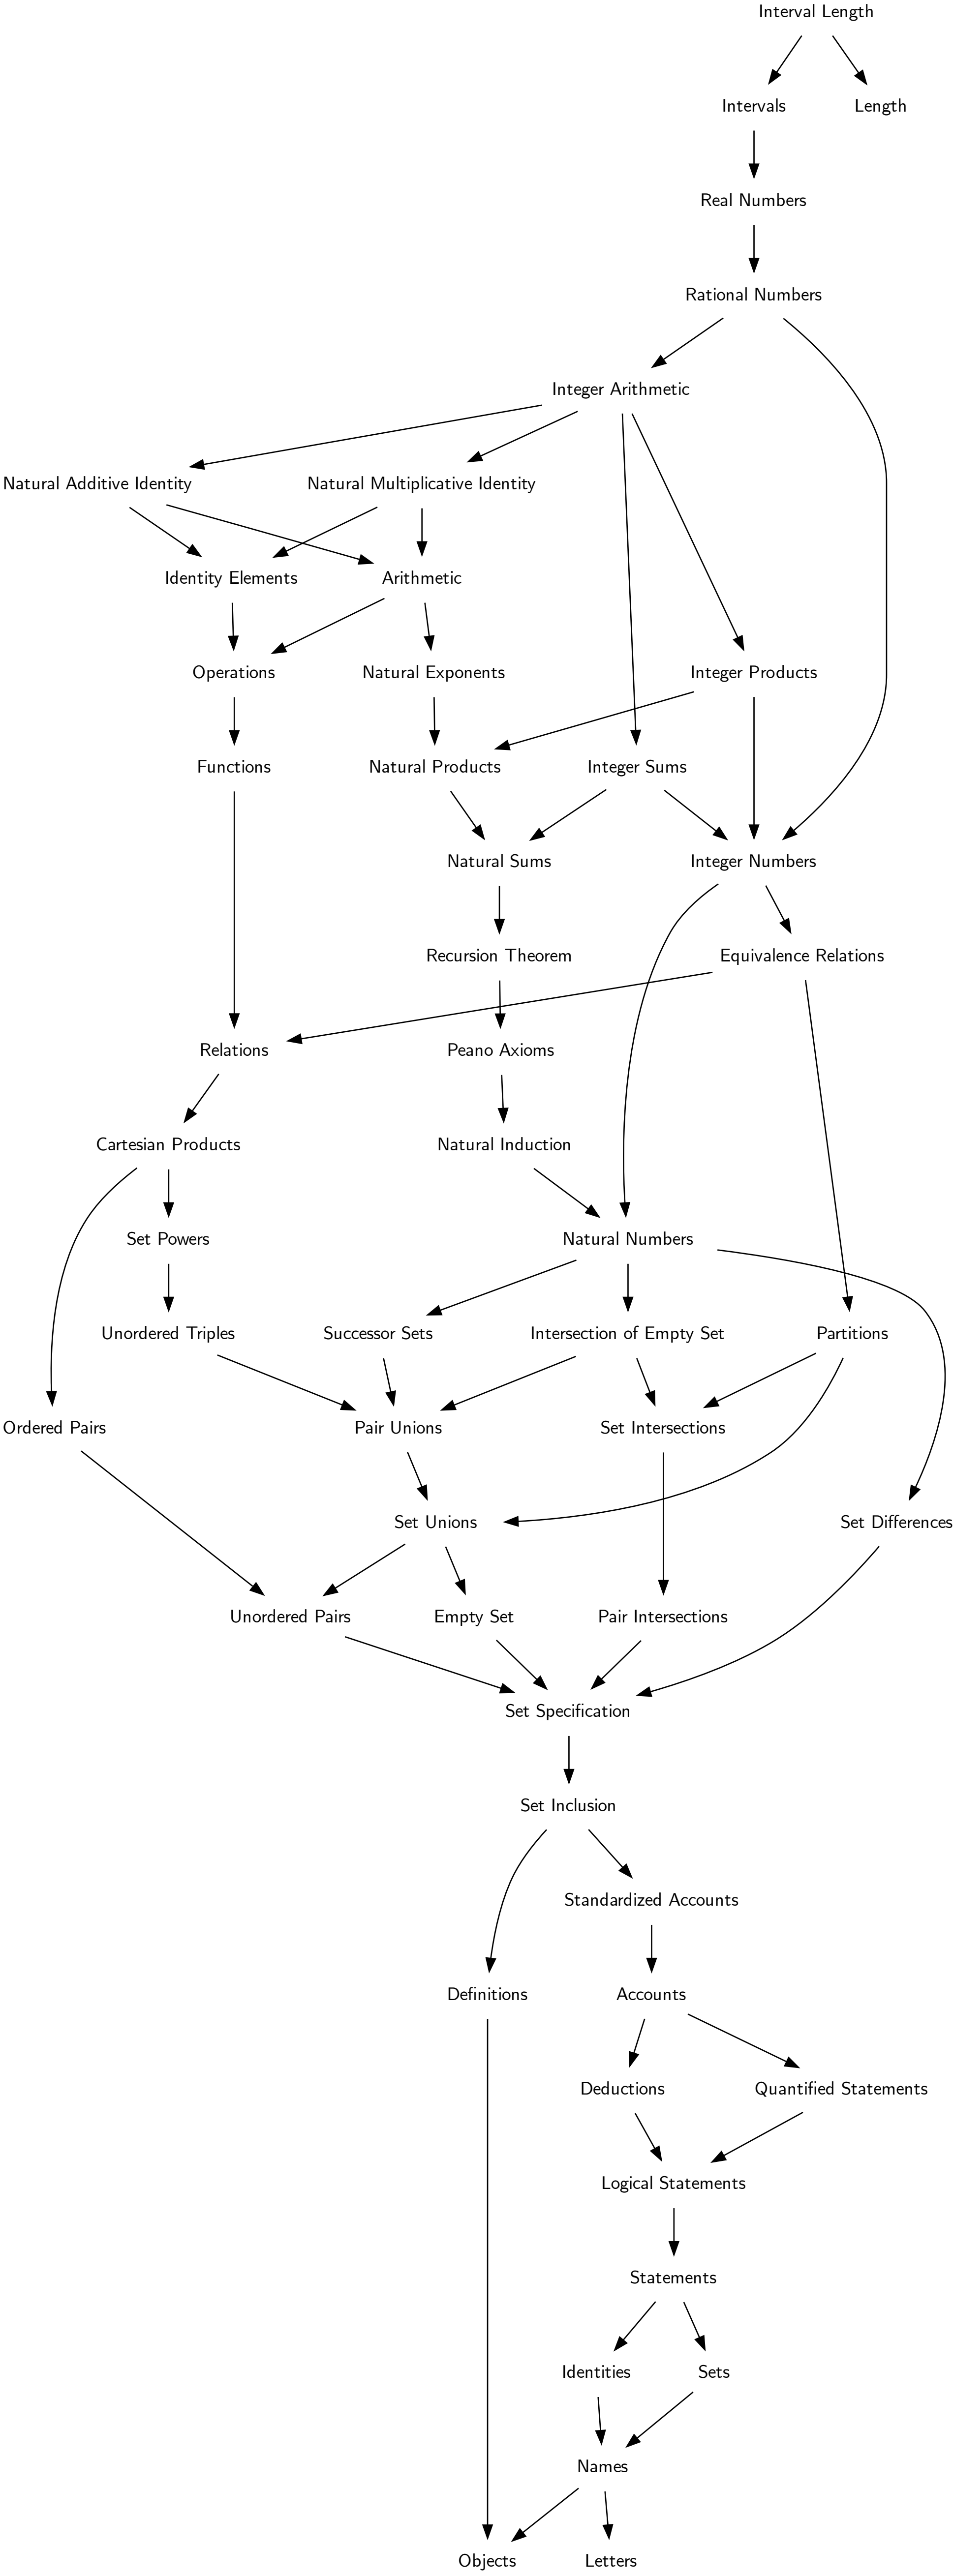 Interval Length
Intervals
Length
Real Numbers
Rational Numbers
Integer Arithmetic
Natural Additive Identity
Natural Multiplicative Identity
Identity Elements
Arithmetic
Operations
Natural Exponents
Integer Products
Functions
Natural Products
Integer Sums
Natural Sums
Integer Numbers
Recursion Theorem
Equivalence Relations
Relations
Peano Axioms
Cartesian Products
Natural Induction
Set Powers
Natural Numbers
Unordered Triples
Successor Sets
Intersection of Empty Set
Partitions
Ordered Pairs
Pair Unions
Set Intersections
Set Unions
Set Differences
Unordered Pairs
Empty Set
Pair Intersections
Set Specification
Set Inclusion
Standardized Accounts
Definitions
Accounts
Deductions
Quantified Statements
Logical Statements
Statements
Identities
Sets
Names
Objects
Letters